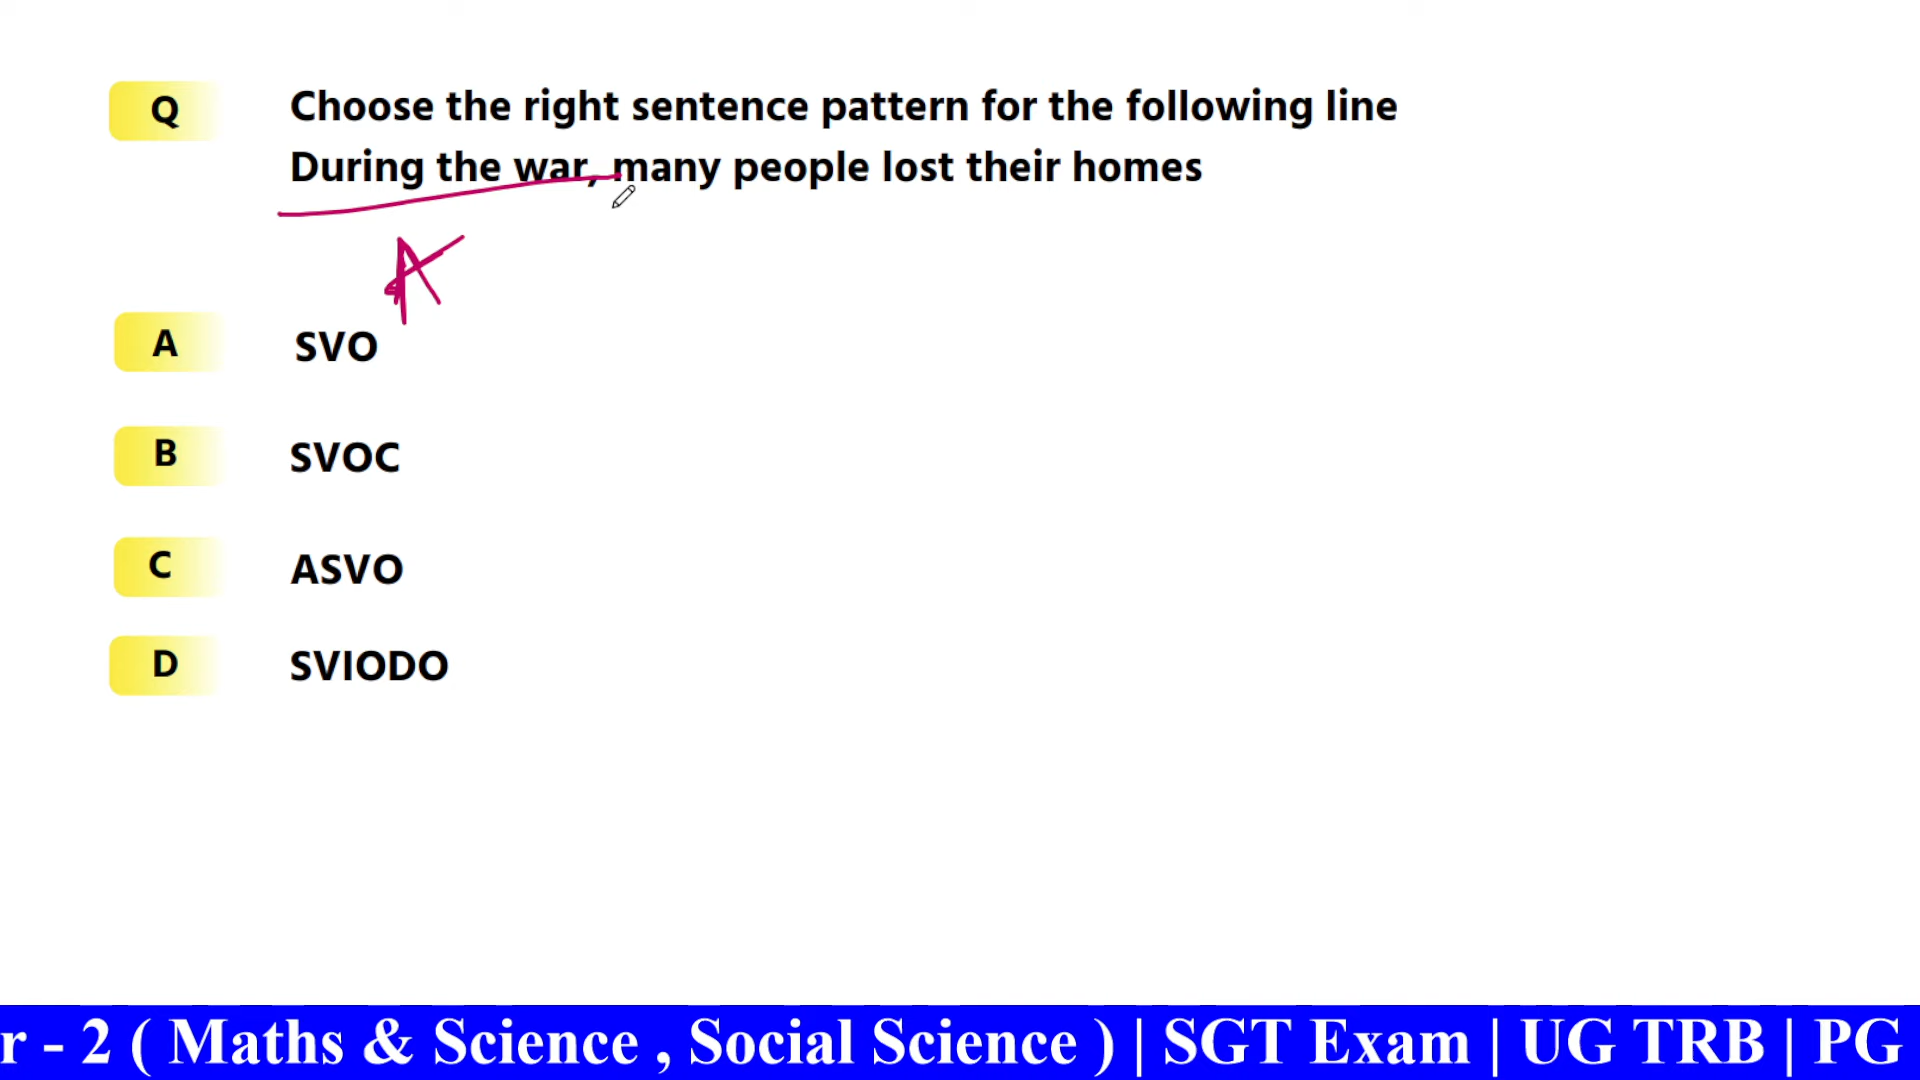 Q Choose the right sentence pattern for the following line
During the war, many people lost their homes
A
A SVO
B SVOC
C ASVO
D SVIODO
r - 2 ( Maths & Science , Social Science ) | SGT Exam | UG TRB | PG